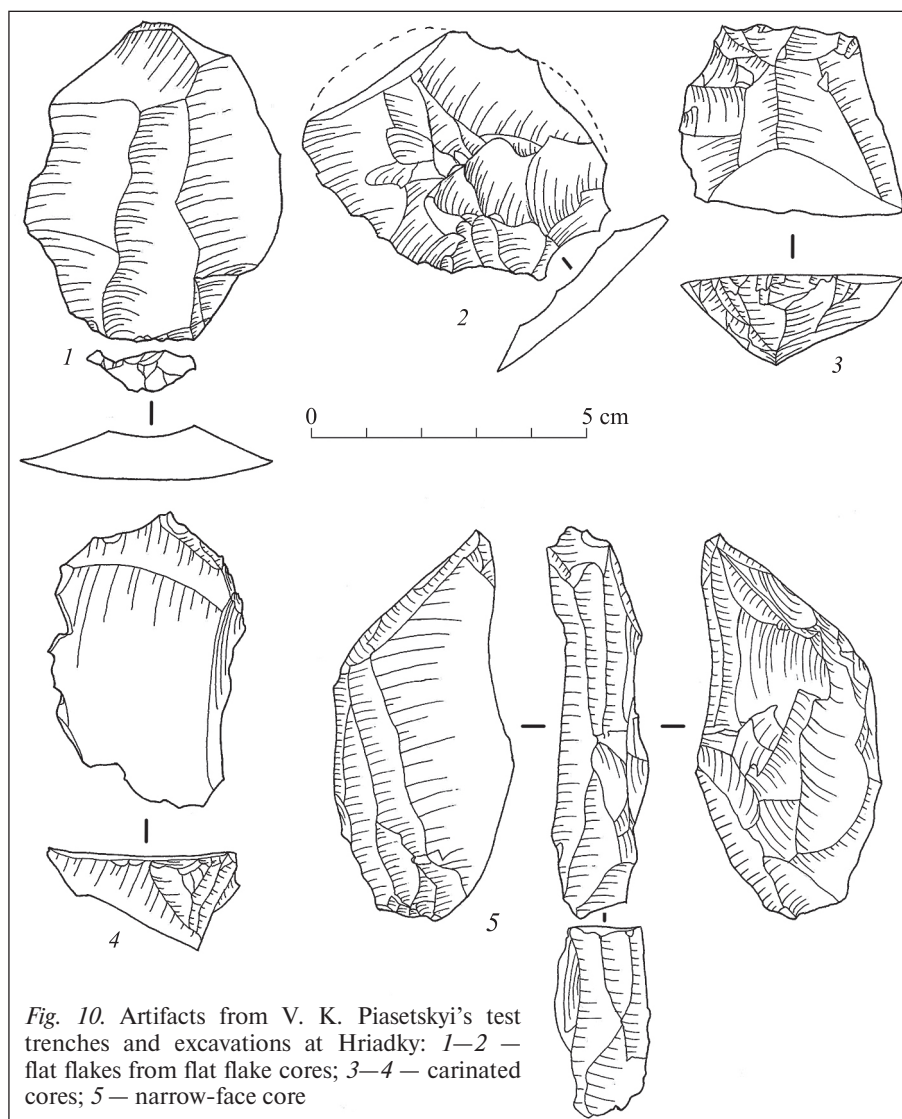 1
2
3
0 5 cm
4
5
Fig. 10. Artifacts from V. K. Piasetskyi's test
trenches and excavations at Hriadky: 1—2 —
flat flakes from flat flake cores; 3—4 — carinated
cores; 5 — narrow-face core